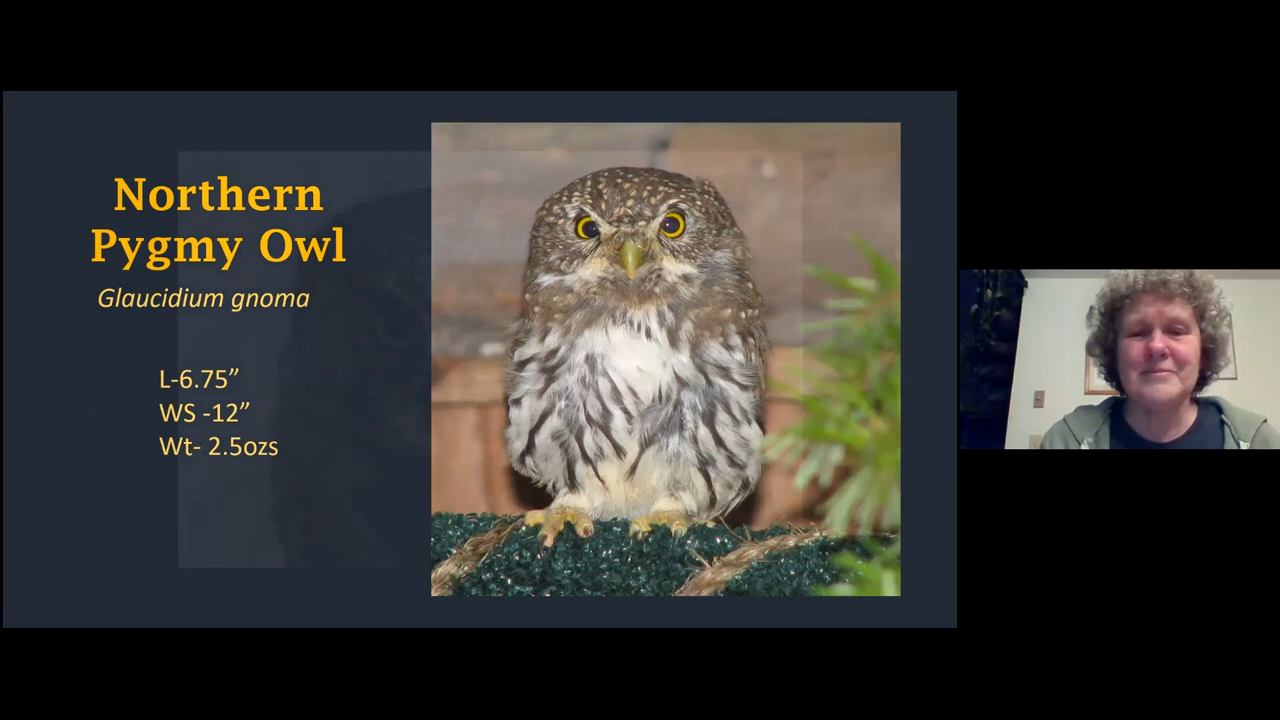 Northern
Pygmy Owl
Glaucidium gnoma
L-6.75”
WS -12”
Wt- 2.5ozs